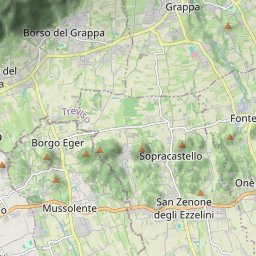 Grappa
Borso del Grappa
del
Treviso
Fonte
Borgo Eger
Sopracastello
Onè
Mussolente
San Zenone
degli Ezzelini